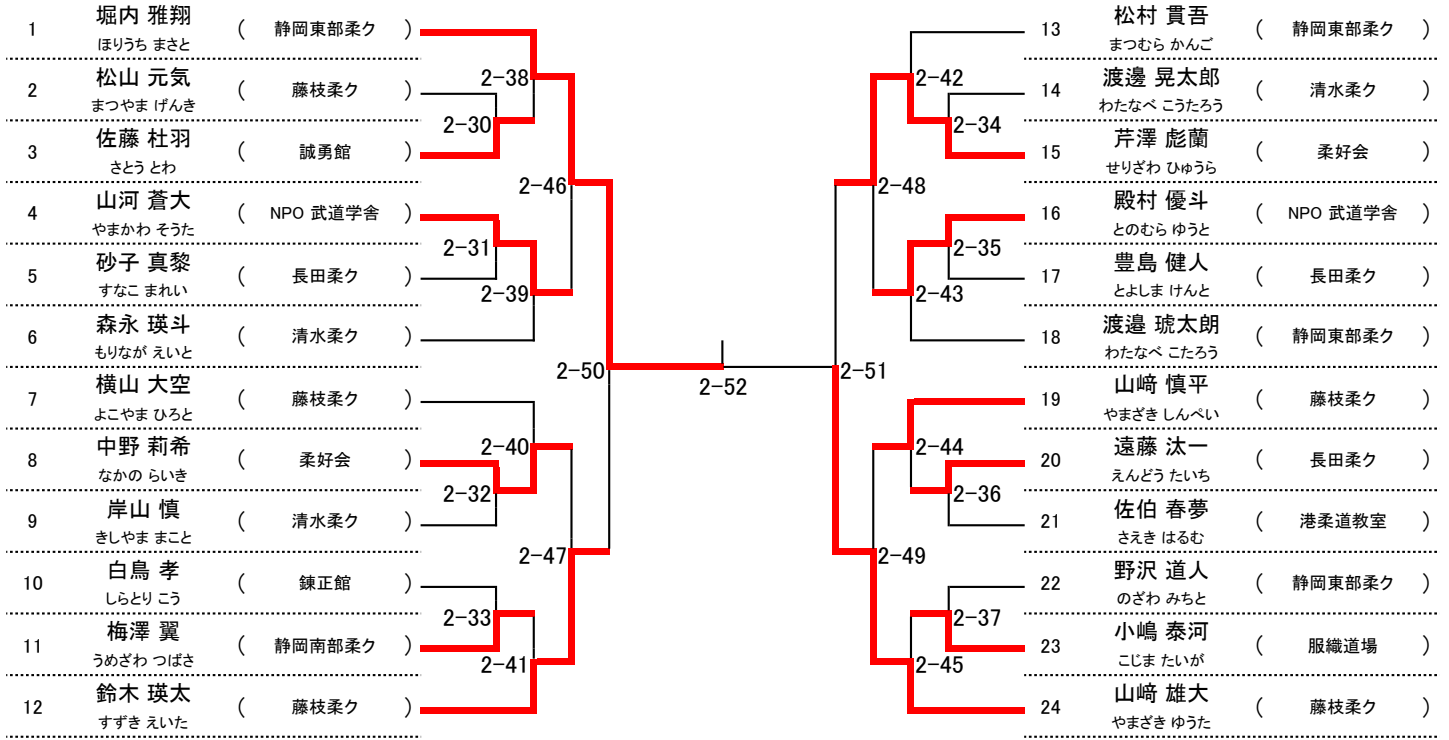 1 堀内 雅翔 ( 静岡東部柔ク )
ほりうち まさと
2 松山 元気 ( 藤枝柔ク )
まつやま げんき
3 佐藤 杜羽 ( 誠勇館 )
さとう とわ
4 山河 蒼大 ( NPO 武道学舎 )
やまかわ そうた
5 砂子 真黎 ( 長田柔ク )
すなこ まれい
6 森永 瑛斗 ( 清水柔ク )
もりなが えいと
7 横山 大空 ( 藤枝柔ク )
よこやま ひろと
8 中野 莉希 ( 柔好会 )
なかの らいき
9 岸山 慎 ( 清水柔ク )
きしやま まこと
10 白鳥 孝 ( 錬正館 )
しらとり こう
11 梅澤 翼 ( 静岡南部柔ク )
うめざわ つばさ
12 鈴木 瑛太 ( 藤枝柔ク )
すずき えいた
2-38
2-30
2-46
2-31
2-39
2-50
2-40
2-32
2-47
2-33
2-41
2-52
2-42
2-34
2-48
2-35
2-43
2-51
2-44
2-36
2-49
2-37
2-45
13 松村 貫吾 ( 静岡東部柔ク )
まつむら かんご
14 渡邊 晃太郎 ( 清水柔ク )
わたなべ こうたろう
15 芹澤 彪蘭 ( 柔好会 )
せりざわ ひゅうら
16 殿村 優斗 ( NPO 武道学舎 )
とのむら ゆうと
17 豊島 健人 ( 長田柔ク )
とよしま けんと
18 渡邉 琥太朗 ( 静岡東部柔ク )
わたなべ こたろう
19 山﨑 慎平 ( 藤枝柔ク )
やまざき しんぺい
20 遠藤 汰一 ( 長田柔ク )
えんどう たいち
21 佐伯 春夢 ( 港柔道教室 )
さえき はるむ
22 野沢 道人 ( 静岡東部柔ク )
のざわ みちと
23 小嶋 泰河 ( 服織道場 )
こじま たいが
24 山﨑 雄大 ( 藤枝柔ク )
やまざき ゆうた